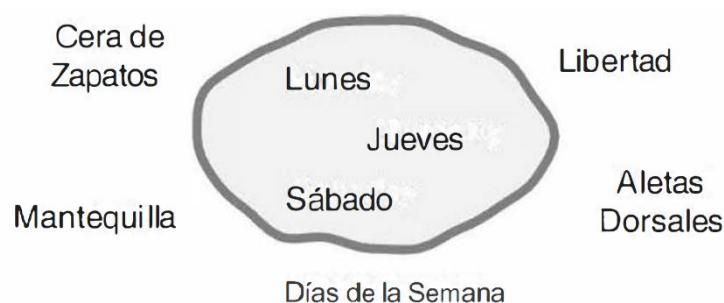 Cera de
Zapatos
Lunes
Libertad
Jueves
Sábado
Mantequilla
Aletas
Dorsales
Días de la Semana